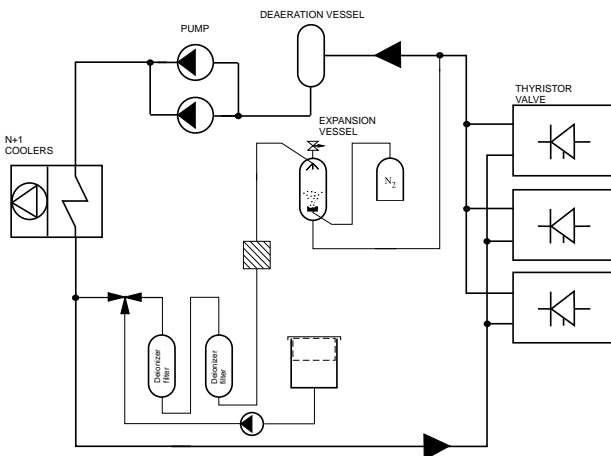 DEAERATION VESSEL
PUMP
THYRISTOR
VALVE
EXPANSION
VESSEL
N+1
COOLERS
N2
Deionizer
filter
Deionizer
filter